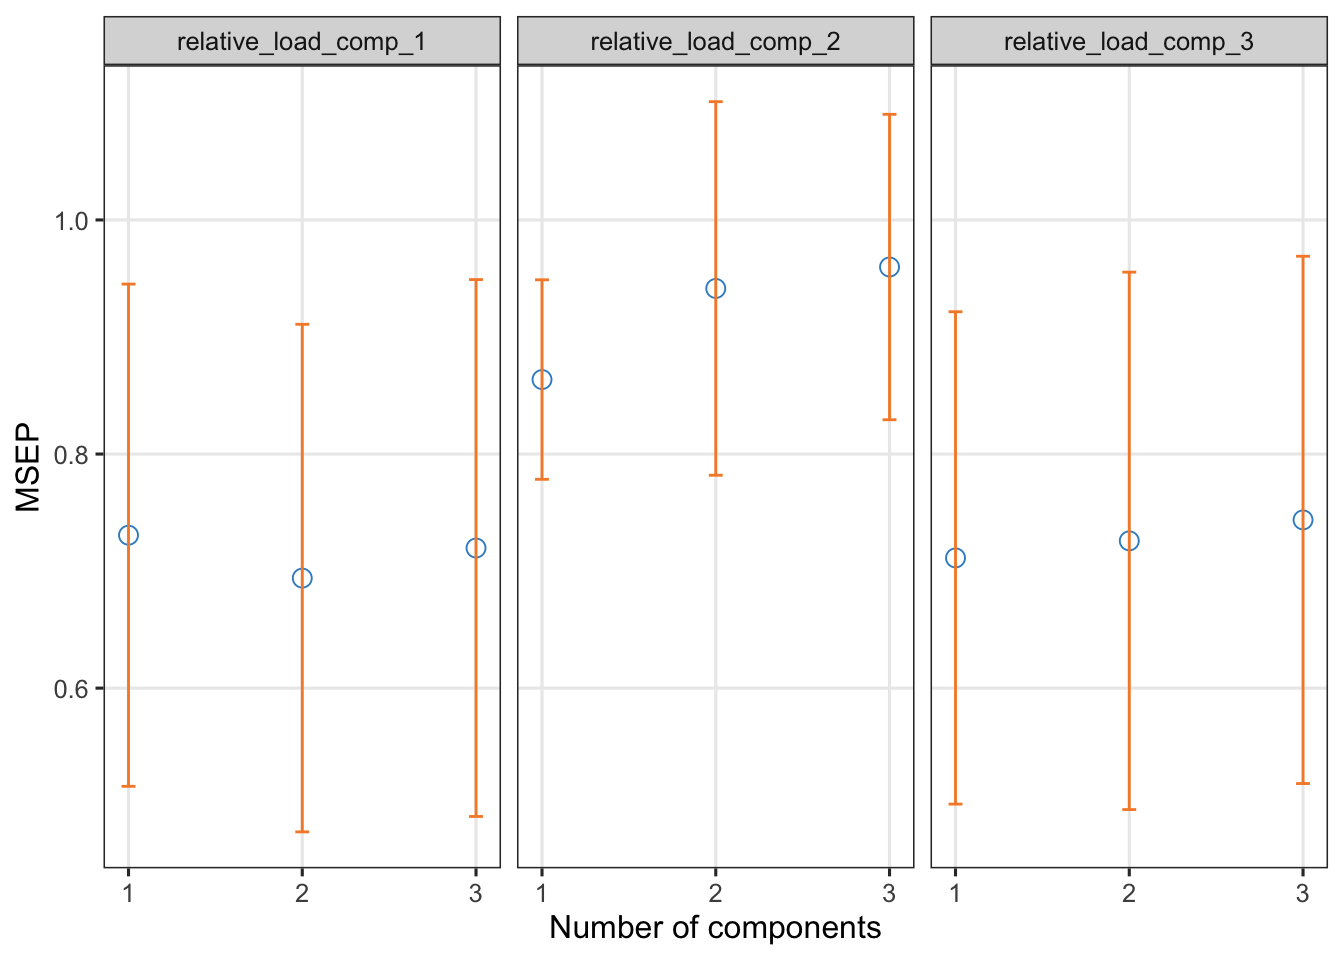 relative_load_comp_1 relative_load_comp_2 relative_load_comp_3
MSEP
1.0
0.8
0.6
1 2 3 1 2 3 1 2 3
Number of components